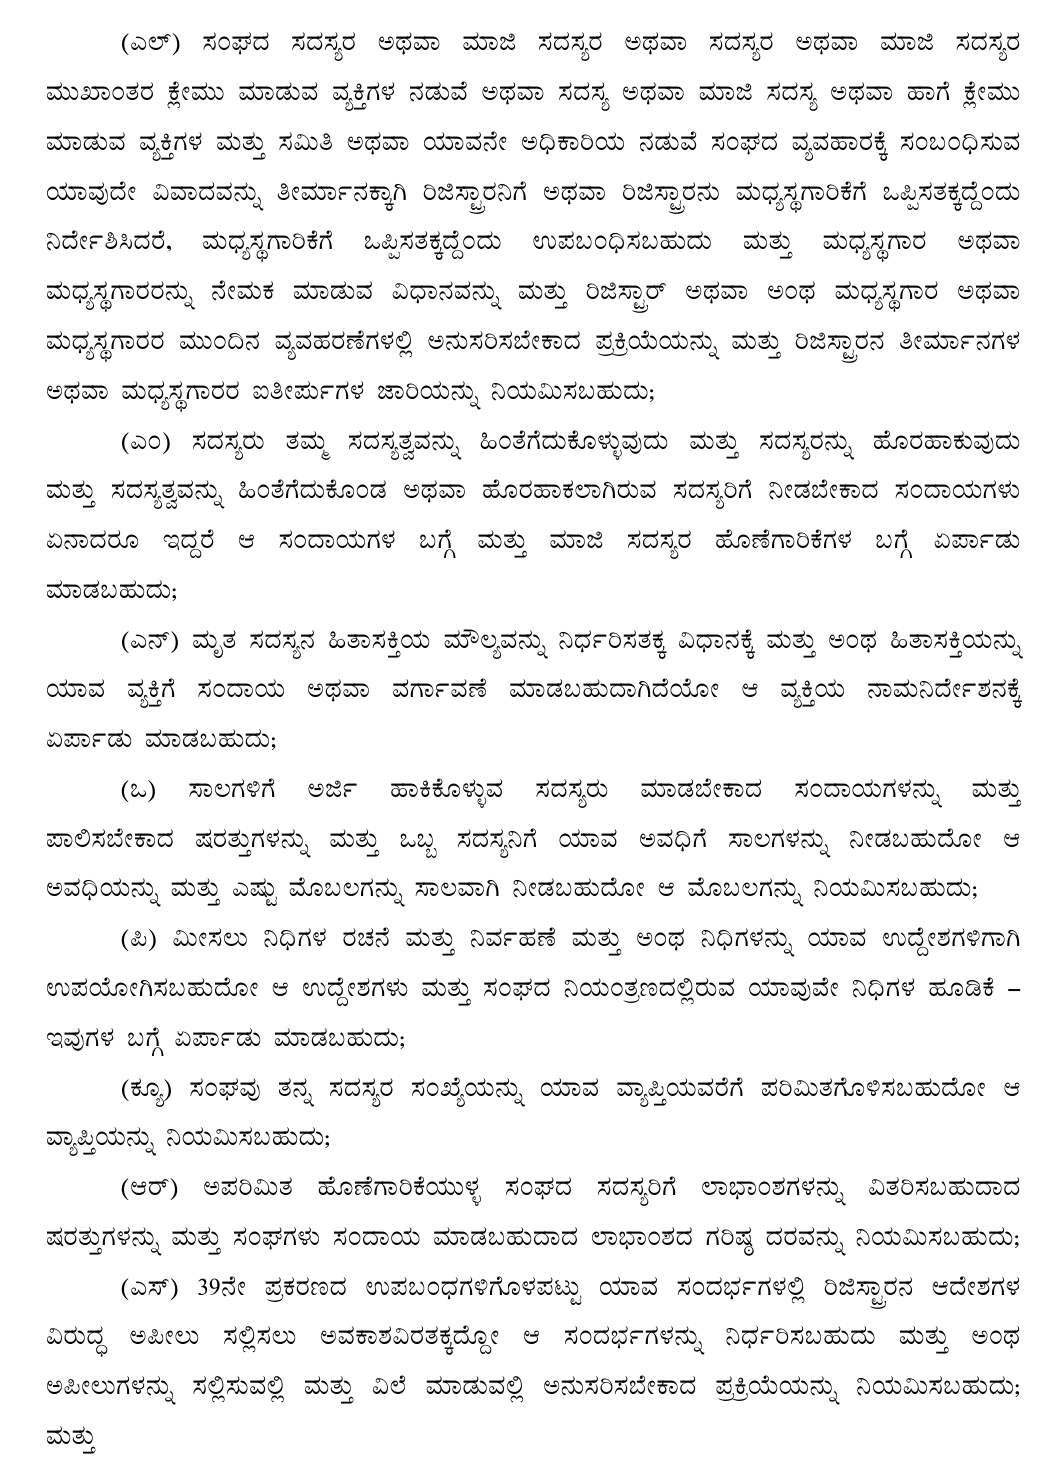 (ಎಲ್) ಸಂಘದ ಸದಸ್ಯರ ಅಥವಾ ಮಾಜಿ ಸದಸ್ಯರ ಅಥವಾ ಸದಸ್ಯರ ಅಥವಾ ಮಾಜಿ ಸದಸ್ಯರ
ಮುಖಾಂತರ ಕ್ಲೇಮು ಮಾಡುವ ವ್ಯಕ್ತಿಗಳ ನಡುವೆ ಅಥವಾ ಸದಸ್ಯ ಅಥವಾ ಮಾಜಿ ಸದಸ್ಯ ಅಥವಾ ಹಾಗೆ ಕ್ಲೇಮು
ಮಾಡುವ ವ್ಯಕ್ತಿಗಳ ಮತ್ತು ಸಮಿತಿ ಅಥವಾ ಯಾವನೇ ಅಧಿಕಾರಿಯ ನಡುವೆ ಸಂಘದ ವ್ಯವಹಾರಕ್ಕೆ ಸಂಬಂಧಿಸುವ
ಯಾವುದೇ ವಿವಾದವನ್ನು ತೀರ್ಮಾನಕ್ಕಾಗಿ ರಿಜಿಸ್ಟ್ರಾರನಿಗೆ ಅಥವಾ ರಿಜಿಸ್ಟ್ರಾರನು ಮಧ್ಯಸ್ಥಗಾರಿಕೆಗೆ ಒಪ್ಪಿಸತಕ್ಕದ್ದೆಂದು
ನಿರ್ದೇಶಿಸಿದರೆ, ಮಧ್ಯಸ್ಥಗಾರಿಕೆಗೆ ಒಪ್ಪಿಸತಕ್ಕದ್ದೆಂದು ಉಪಬಂಧಿಸಬಹುದು ಮತ್ತು ಮಧ್ಯಸ್ಥಗಾರ ಅಥವಾ
ಮಧ್ಯಸ್ಥಗಾರರನ್ನು ನೇಮಕ ಮಾಡುವ ವಿಧಾನವನ್ನು ಮತ್ತು ರಿಜಿಸ್ಟ್ರಾರ್ ಅಥವಾ ಅಂಥ ಮಧ್ಯಸ್ಥಗಾರ ಅಥವಾ
ಮಧ್ಯಸ್ಥಗಾರರ ಮುಂದಿನ ವ್ಯವಹರಣೆಗಳಲ್ಲಿ ಅನುಸರಿಸಬೇಕಾದ ಪ್ರಕ್ರಿಯೆಯನ್ನು ಮತ್ತು ರಿಜಿಸ್ಟ್ರಾರನ ತೀರ್ಮಾನಗಳ
ಅಥವಾ ಮಧ್ಯಸ್ಥಗಾರರ ಐತೀರ್ಪುಗಳ ಜಾರಿಯನ್ನು ನಿಯಮಿಸಬಹುದು;
(ಎಂ) ಸದಸ್ಯರು ತಮ್ಮ ಸದಸ್ಯತ್ವವನ್ನು ಹಿಂತೆಗೆದುಕೊಳ್ಳುವುದು ಮತ್ತು ಸದಸ್ಯರನ್ನು ಹೊರಹಾಕುವುದು
ಮತ್ತು ಸದಸ್ಯತ್ವವನ್ನು ಹಿಂತೆಗೆದುಕೊಂಡ ಅಥವಾ ಹೊರಹಾಕಲಾಗಿರುವ ಸದಸ್ಯರಿಗೆ ನೀಡಬೇಕಾದ ಸಂದಾಯಗಳು
ಏನಾದರೂ ಇದ್ದರೆ ಆ ಸಂದಾಯಗಳ ಬಗ್ಗೆ ಮತ್ತು ಮಾಜಿ ಸದಸ್ಯರ ಹೊಣೆಗಾರಿಕೆಗಳ ಬಗ್ಗೆ ಏರ್ಪಾಡು
ಮಾಡಬಹುದು;
(ಎನ್) ಮೃತ ಸದಸ್ಯನ ಹಿತಾಸಕ್ತಿಯ ಮೌಲ್ಯವನ್ನು ನಿರ್ಧರಿಸತಕ್ಕ ವಿಧಾನಕ್ಕೆ ಮತ್ತು ಅಂಥ ಹಿತಾಸಕ್ತಿಯನ್ನು
ಯಾವ ವ್ಯಕ್ತಿಗೆ ಸಂದಾಯ ಅಥವಾ ವರ್ಗಾವಣೆ ಮಾಡಬಹುದಾಗಿದೆಯೋ ಆ ವ್ಯಕ್ತಿಯ ನಾಮನಿರ್ದೇಶನಕ್ಕೆ
ಏರ್ಪಾಡು ಮಾಡಬಹುದು;
(ಒ) ಸಾಲಗಳಿಗೆ ಅರ್ಜಿ ಹಾಕಿಕೊಳ್ಳುವ ಸದಸ್ಯರು ಮಾಡಬೇಕಾದ ಸಂದಾಯಗಳನ್ನು ಮತ್ತು
ಪಾಲಿಸಬೇಕಾದ ಷರತ್ತುಗಳನ್ನು ಮತ್ತು ಒಬ್ಬ ಸದಸ್ಯನಿಗೆ ಯಾವ ಅವಧಿಗೆ ಸಾಲಗಳನ್ನು ನೀಡಬಹುದೋ ಆ
ಅವಧಿಯನ್ನು ಮತ್ತು ಎಷ್ಟು ಮೊಬಲಗನ್ನು ಸಾಲವಾಗಿ ನೀಡಬಹುದೋ ಆ ಮೊಬಲಗನ್ನು ನಿಯಮಿಸಬಹುದು;
(ಪಿ) ಮೀಸಲು ನಿಧಿಗಳ ರಚನೆ ಮತ್ತು ನಿರ್ವಹಣೆ ಮತ್ತು ಅಂಥ ನಿಧಿಗಳನ್ನು ಯಾವ ಉದ್ದೇಶಗಳಿಗಾಗಿ
ಉಪಯೋಗಿಸಬಹುದೋ ಆ ಉದ್ದೇಶಗಳು ಮತ್ತು ಸಂಘದ ನಿಯಂತ್ರಣದಲ್ಲಿರುವ ಯಾವುವೇ ನಿಧಿಗಳ ಹೂಡಿಕೆ –
ಇವುಗಳ ಬಗ್ಗೆ ಏರ್ಪಾಡು ಮಾಡಬಹುದು;
(ಕ್ಯೂ) ಸಂಘವು ತನ್ನ ಸದಸ್ಯರ ಸಂಖ್ಯೆಯನ್ನು ಯಾವ ವ್ಯಾಪ್ತಿಯವರೆಗೆ ಪರಿಮಿತಗೊಳಿಸಬಹುದೋ ಆ
ವ್ಯಾಪ್ತಿಯನ್ನು ನಿಯಮಿಸಬಹುದು;
(ಆರ್) ಅಪರಿಮಿತ ಹೊಣೆಗಾರಿಕೆಯುಳ್ಳ ಸಂಘದ ಸದಸ್ಯರಿಗೆ ಲಾಭಾಂಶಗಳನ್ನು ವಿತರಿಸಬಹುದಾದ
ಷರತ್ತುಗಳನ್ನು ಮತ್ತು ಸಂಘಗಳು ಸಂದಾಯ ಮಾಡಬಹುದಾದ ಲಾಭಾಂಶದ ಗರಿಷ್ಠ ದರವನ್ನು ನಿಯಮಿಸಬಹುದು;
(ಎಸ್) 39ನೇ ಪ್ರಕರಣದ ಉಪಬಂಧಗಳಿಗೊಳಪಟ್ಟು ಯಾವ ಸಂದರ್ಭಗಳಲ್ಲಿ ರಿಜಿಸ್ಟ್ರಾರನ ಆದೇಶಗಳ
ವಿರುದ್ಧ ಅಪೀಲು ಸಲ್ಲಿಸಲು ಅವಕಾಶವಿರತಕ್ಕದ್ದೋ ಆ ಸಂದರ್ಭಗಳನ್ನು ನಿರ್ಧರಿಸಬಹುದು ಮತ್ತು ಅಂಥ
ಅಪೀಲುಗಳನ್ನು ಸಲ್ಲಿಸುವಲ್ಲಿ ಮತ್ತು ವಿಲೆ ಮಾಡುವಲ್ಲಿ ಅನುಸರಿಸಬೇಕಾದ ಪ್ರಕ್ರಿಯೆಯನ್ನು ನಿಯಮಿಸಬಹುದು;
ಮತ್ತು